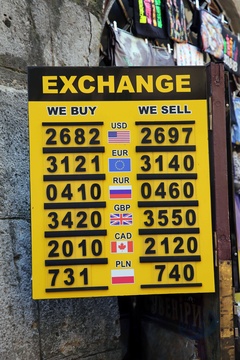 EXCHANGE
WE BUY WE SELL
2682 USD 2697
3121 EUR 3140
0410 RUR 0460
3420 GBP 3550
2010 CAD 2120
731 PLN 740